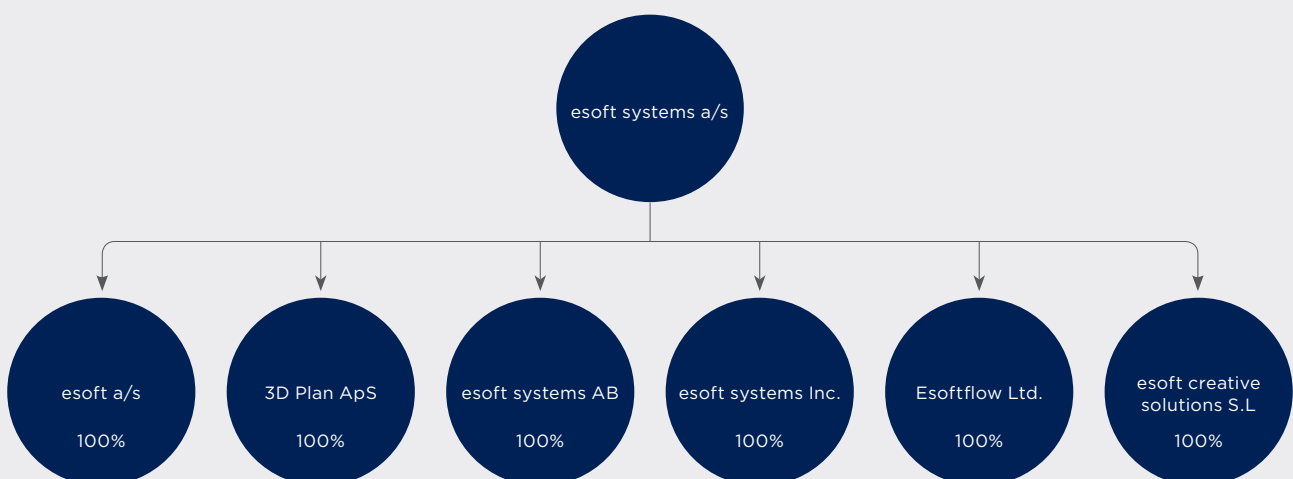 esoft systems a/s
esoft a/s
100%
3D Plan ApS
100%
esoft systems AB
100%
esoft systems Inc.
100%
Esoftflow Ltd.
100%
esoft creative
solutions S.L
100%